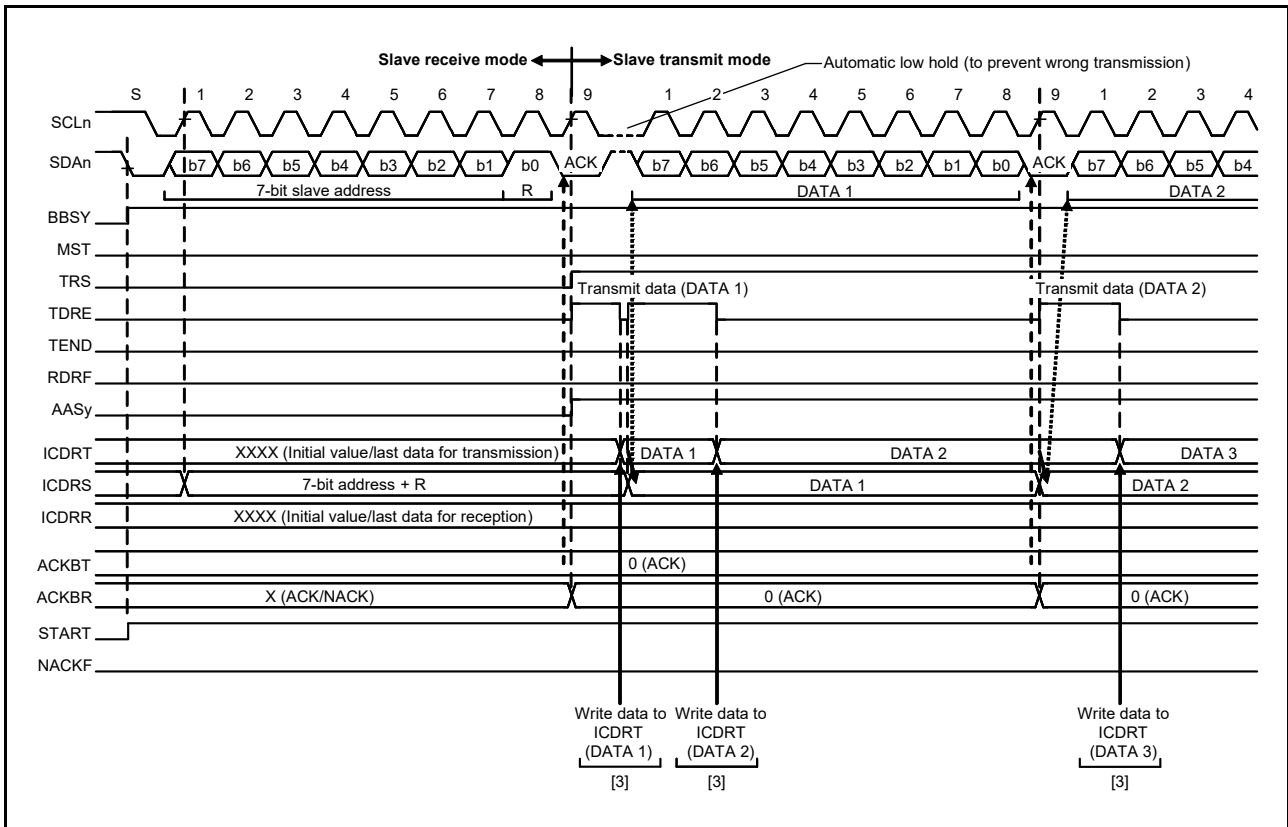 Slave receive mode Slave transmit mode
Automatic low hold (to prevent wrong transmission)
S 1 2 3 4 5 6 7 8 9 1 2 3 4 5 6 7 8 9 1 2 3 4
SCLn
SDAn b7 b6 b5 b4 b3 b2 b1 b0 ACK b7 b6 b5 b4 b3 b2 b1 b0 ACK b7 b6 b5 b4
7-bit slave address R DATA 1 DATA 2
BBSY
MST
TRS
Transmit data (DATA 1) Transmit data (DATA 2)
TDRE
TEND
RDRF
AASy
ICDRT XXXX (Initial value/last data for transmission) DATA 1 DATA 2 DATA 3
ICDRS 7-bit address + R DATA 1 DATA 2
ICDRR XXXX (Initial value/last data for reception)
ACKBT 0 (ACK)
ACKBR X (ACK/NACK) 0 (ACK) 0 (ACK)
START
NACKF
Write data to Write data to Write data to
ICDRT ICDRT ICDRT
(DATA 1) (DATA 2) (DATA 3)
[3] [3] [3]